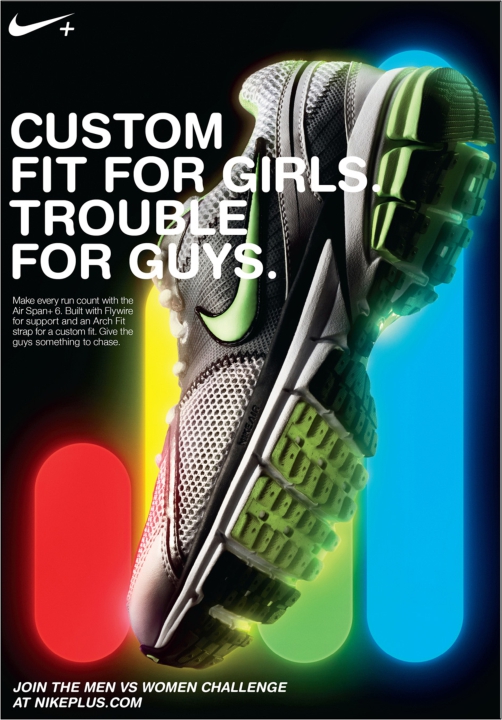 CUSTOM
FIT FOR GIRLS.
TROUBLE
FOR GUYS.
Make every run count with the
Air Span+ 6. Built with Flywire
for support and an Arch Fit
strap for a custom fit. Give the
guys something to chase.
JOIN THE MEN VS WOMEN CHALLENGE
AT NIKEPLUS.COM